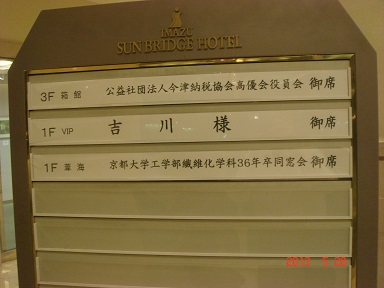 IMAZU
SUN BRIDGE HOTEL
3F 箱館 公益社団法人今津納税協会高優会役員会 御席
1F VIP 吉川様 御席
1F 葦海 京都大学工学部繊維化学科36年卒同窓会 御席